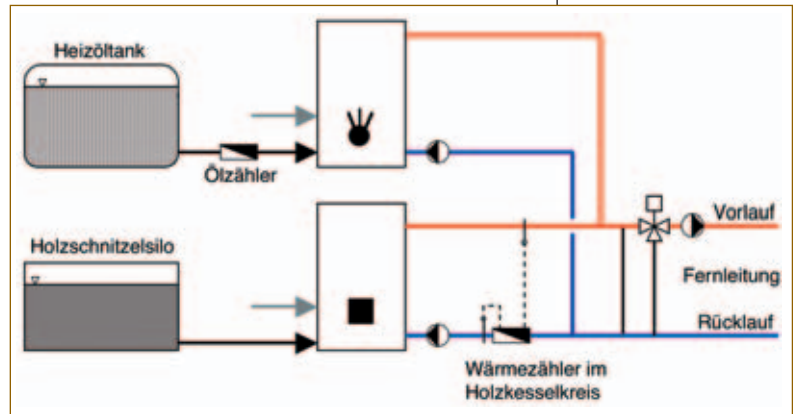 Heizöltank
Ölzähler
Holzschnitzelsilo
Vorlauf
Fernleitung
Rücklauf
Wärmezähler im
Holzkesselkreis